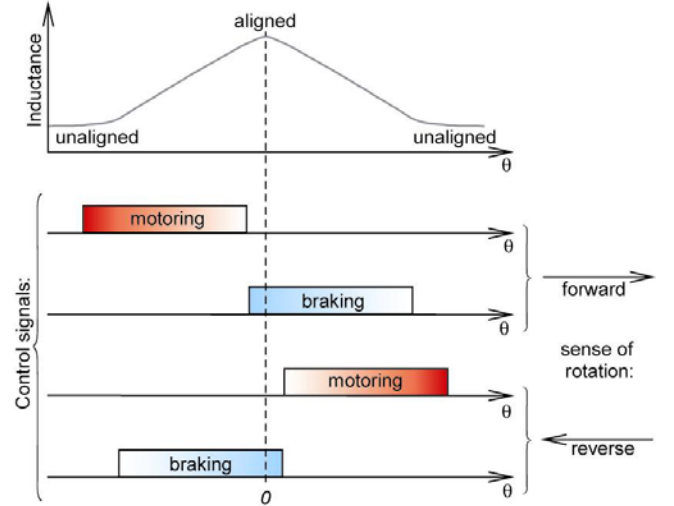 aligned
Inductance
unaligned
unaligned
θ
motoring
θ
braking
θ
forward
Control signals:
sense of
rotation:
motoring
θ
reverse
braking
θ
0